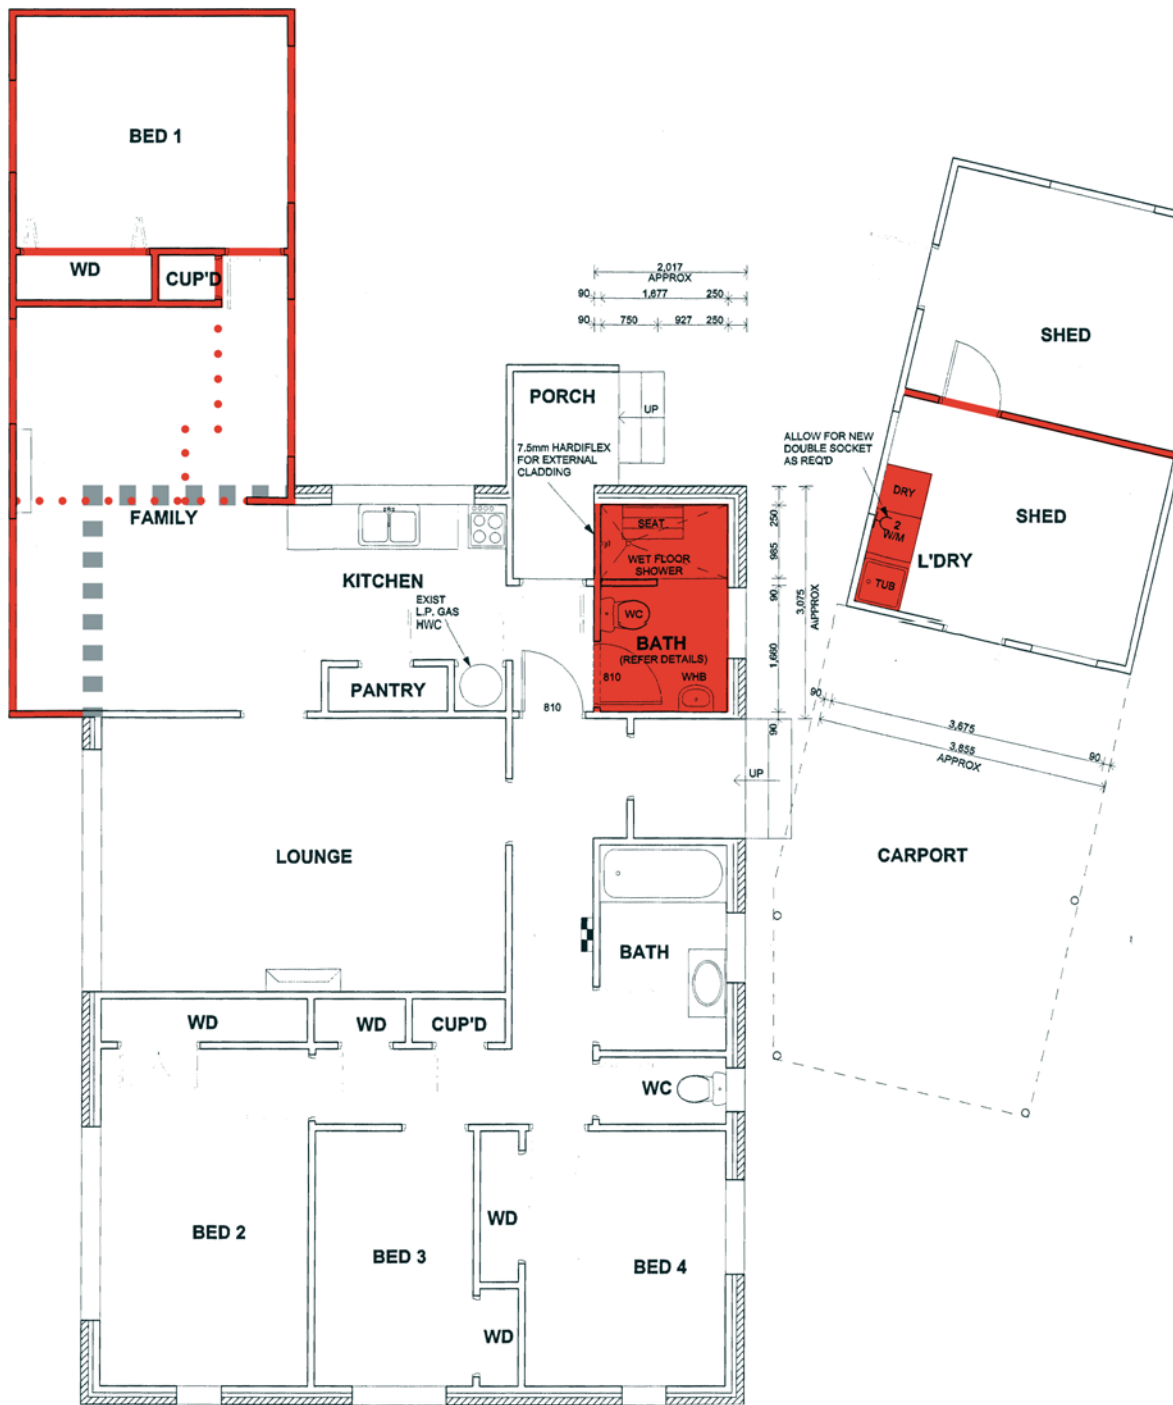 BED 1
WD
CUP'D
2,017
APPROX
90
1,677
250
90
750
927
250
SHED
PORCH
UP
7.5mm HARDIFLEX
FOR EXTERNAL
CLADDING
ALLOW FOR NEW
DOUBLE SOCKET
AS REQ'D
DRY
2
W/M
TUB
L'DRY
SHED
FAMILY
KITCHEN
EXIST
L.P. GAS
HWC
PANTRY
SEAT
WET FLOOR
SHOWER
WC
BATH
(REFER DETAILS)
810
WHB
810
250
985
90
1,680
90
3,075
APPROX
90
3,675
90
3,855
APPROX
UP
LOUNGE
CARPORT
BATH
WD
WD
CUP'D
WC
BED 2
BED 3
WD
BED 4
WD